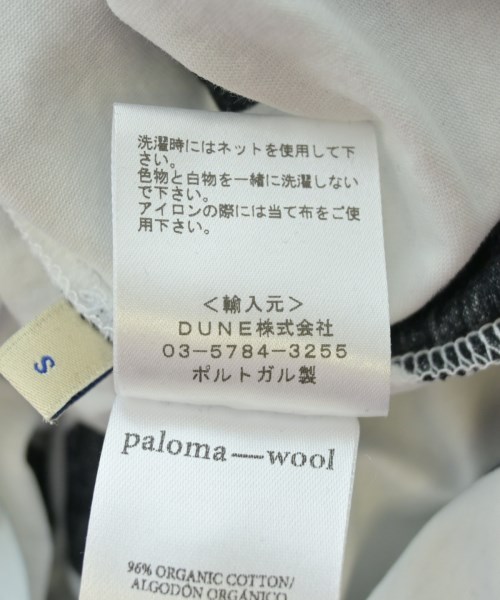 洗濯時にはネットを使用して下
さい。
色物と白物を一緒に洗濯しない
で下さい。
アイロンの際には当て布をご使
用下さい。
＜輸入元＞
DUNE株式会社
03-5784-3255
ポルトガル製
S
paloma—wool
96% ORGANIC COTTON/
ALGODÓN ORGÁNICO